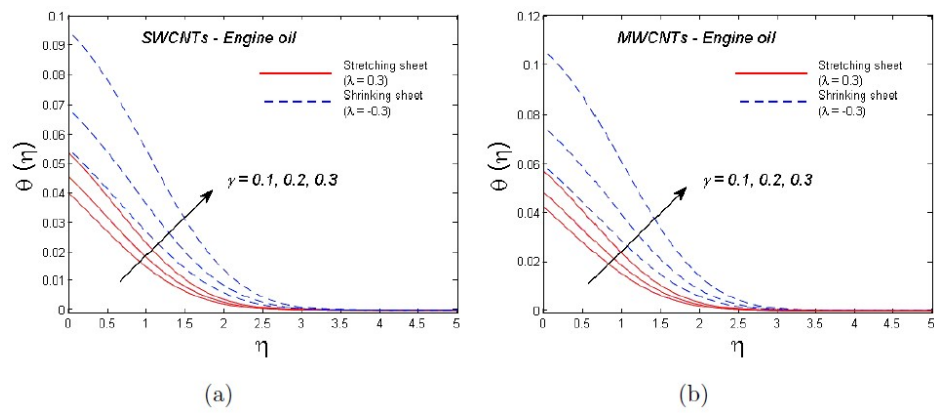 SWCNTs - Engine oil
Stretching sheet
(λ = 0.3)
Shrinking sheet
(λ = -0.3)
γ = 0.1, 0.2, 0.3
θ (η)
0.1
0.09
0.08
0.07
0.06
0.05
0.04
0.03
0.02
0.01
0
0 0.5 1 1.5 2 2.5 3 3.5 4 4.5 5
η
(a)
MWCNTs - Engine oil
Stretching sheet
(λ = 0.3)
Shrinking sheet
(λ = -0.3)
γ = 0.1, 0.2, 0.3
θ (η)
0.12
0.1
0.08
0.06
0.04
0.02
0
0 0.5 1 1.5 2 2.5 3 3.5 4 4.5 5
η
(b)